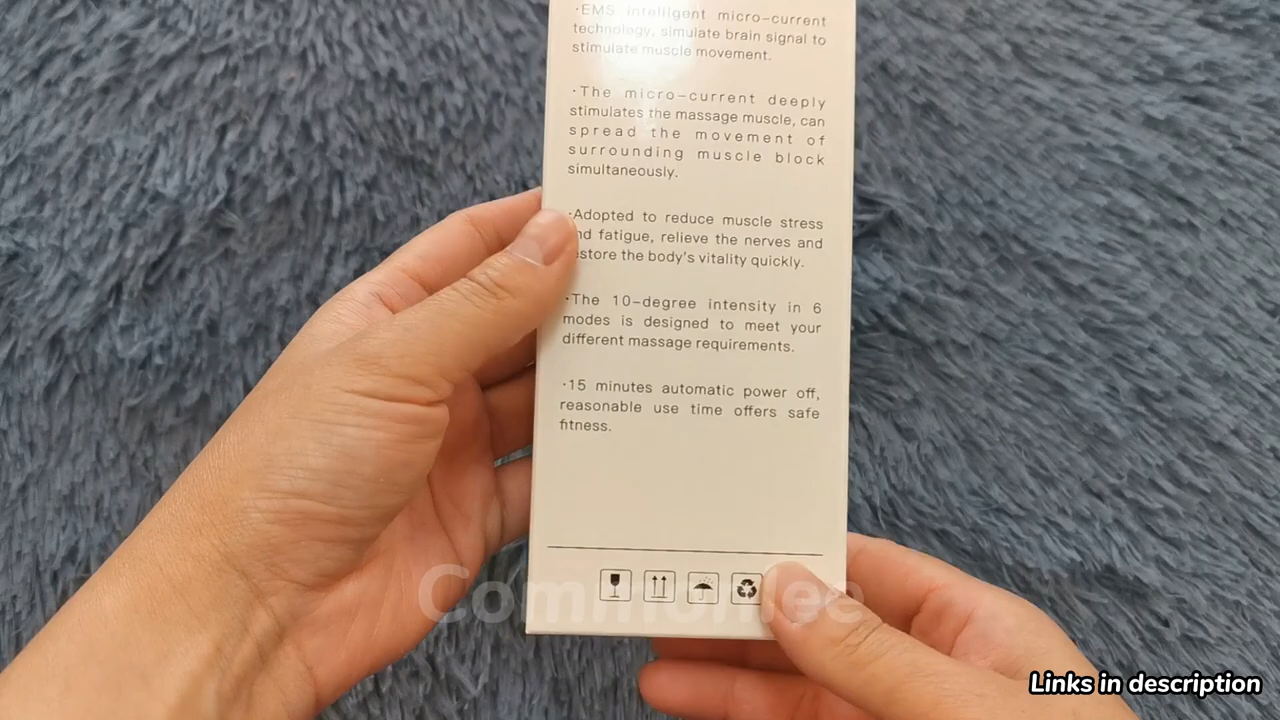 ·EMS intelligent micro-current
technology, simulate brain signal to
stimulate muscle movement.
·The micro-current deeply
stimulates the massage muscle, can
spread the movement of
surrounding muscle block
simultaneously.
·Adopted to reduce muscle stress
nd fatigue, relieve the nerves and
store the body's vitality quickly.
·The 10-degree intensity in 6
modes is designed to meet your
different massage requirements.
·15 minutes automatic power off,
reasonable use time offers safe
fitness.
Links in description